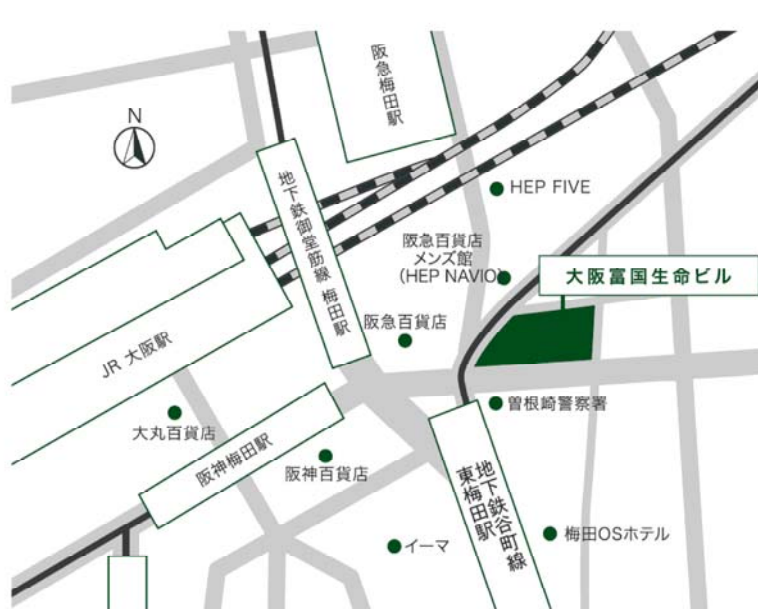 阪急梅田駅
N
地下鉄御堂筋線 梅田駅
HEP FIVE
阪急百貨店
メンズ館
(HEP NAVIO)
大阪富国生命ビル
阪急百貨店
JR 大阪駅
曽根崎警察署
大丸百貨店
阪神梅田駅
阪神百貨店
地下鉄谷町線
東梅田駅
イーマ
梅田OSホテル